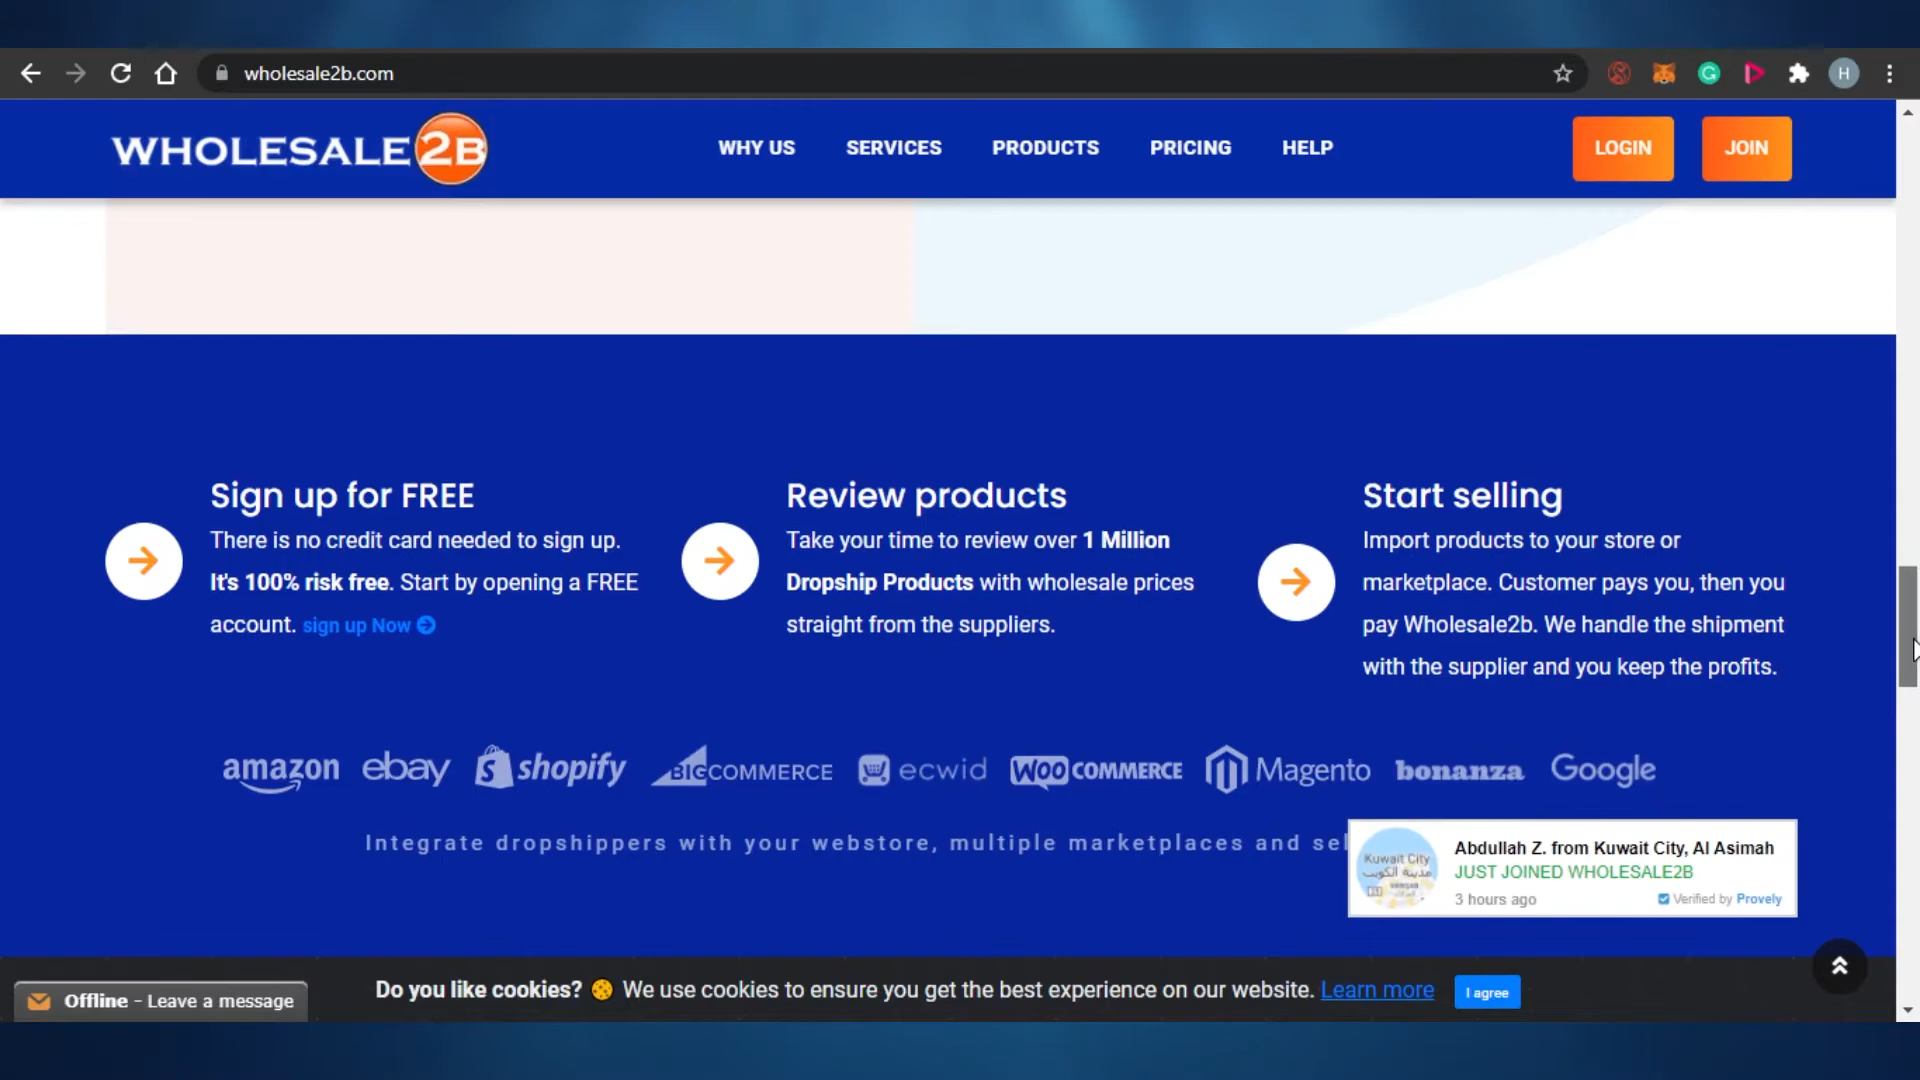 wholesale2b.com
H
WHOLESALE2B
WHY US
SERVICES
PRODUCTS
PRICING
HELP
LOGIN
JOIN
Sign up for FREE
There is no credit card needed to sign up.
It's 100% risk free. Start by opening a FREE
account. sign up Now
Review products
Take your time to review over 1 Million
Dropship Products with wholesale prices
straight from the suppliers.
Start selling
Import products to your store or
marketplace. Customer pays you, then you
pay Wholesale2b. We handle the shipment
with the supplier and you keep the profits.
amazon ebay shopify BIGCOMMERCE ecwid WOOCOMMERCE Magento bonanza Google
Integrate dropshippers with your webstore, multiple marketplaces and sel
Kuwait City
مدينة الكويت
Abdullah Z. from Kuwait City, Al Asimah
JUST JOINED WHOLESALE2B
3 hours ago
Verified by Provely
Offline - Leave a message
Do you like cookies? We use cookies to ensure you get the best experience on our website. Learn more
I agree